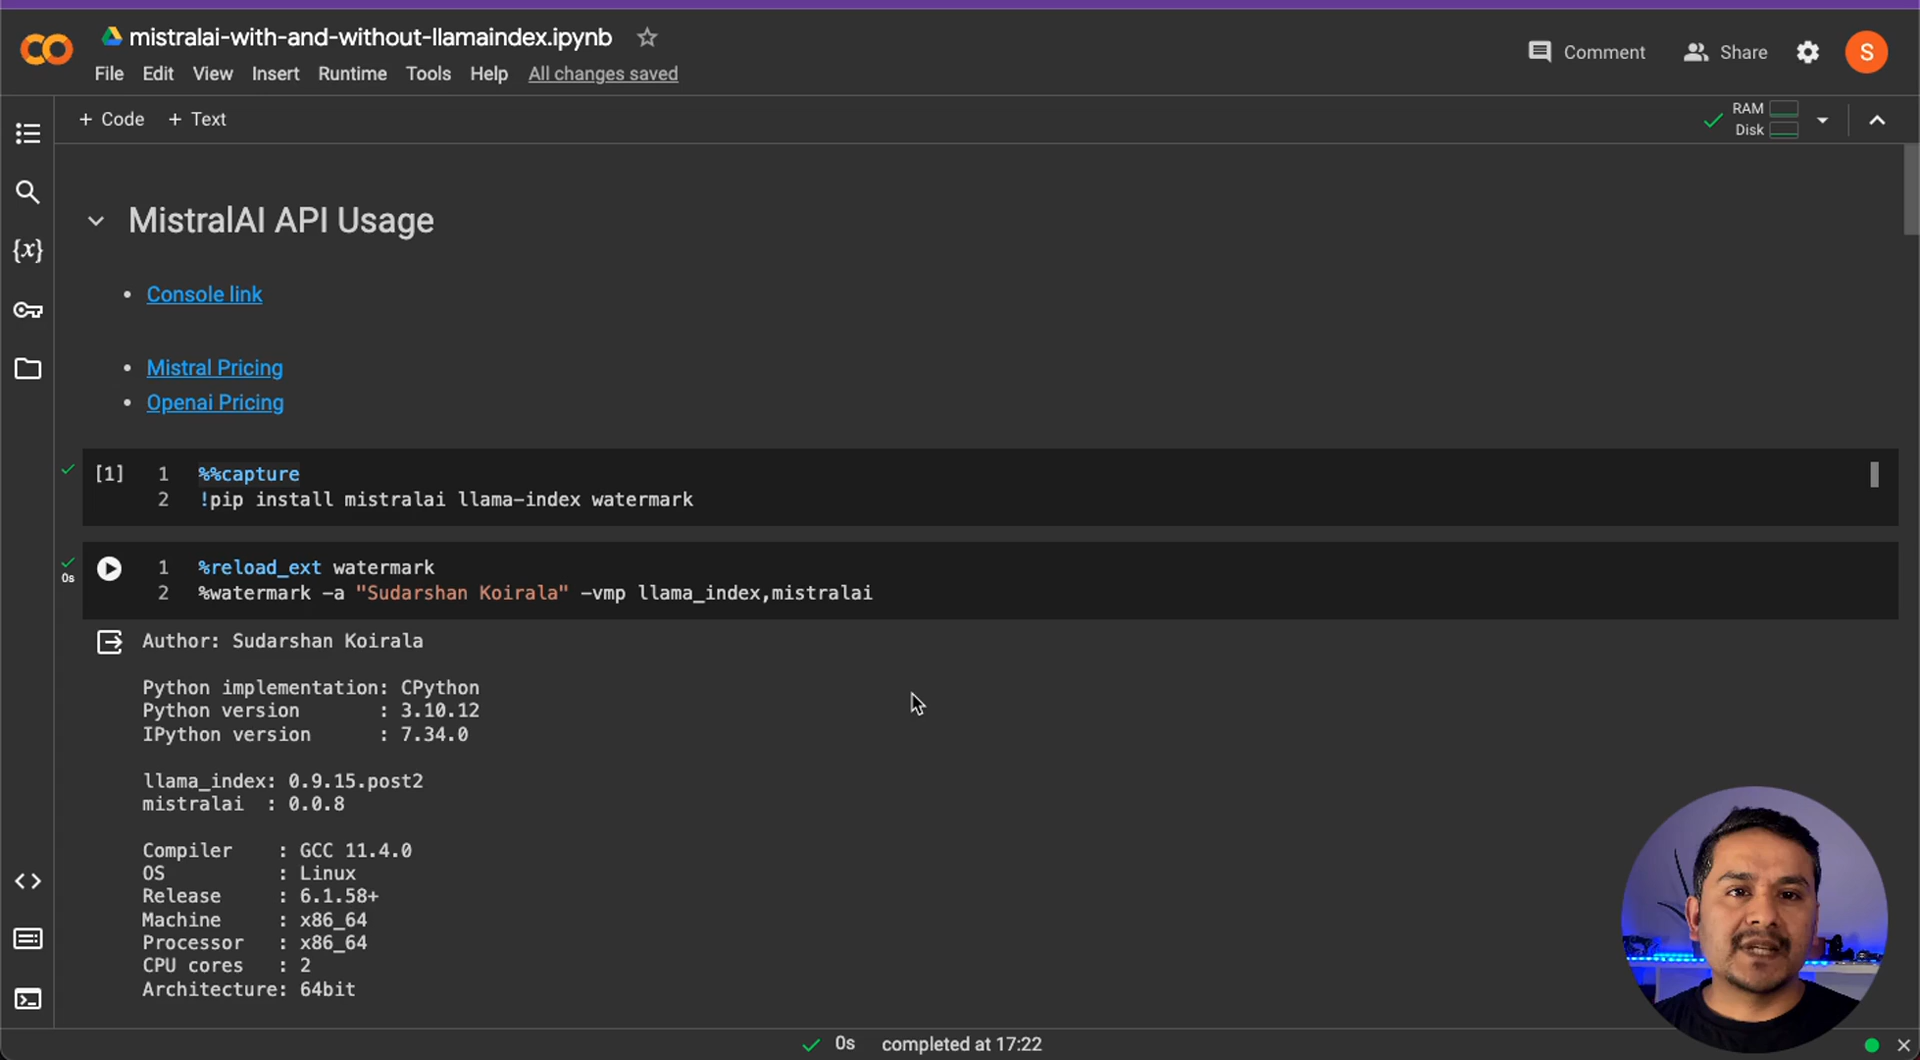 mistralai-with-and-without-llamaindex.ipynb
Comment Share S
File Edit View Insert Runtime Tools Help All changes saved
+ Code + Text
RAM
Disk
MistralAI API Usage
{x}
• Console link
• Mistral Pricing
• Openai Pricing
[1] 1 %%capture
2 !pip install mistralai llama-index watermark
1 %reload_ext watermark
0s
2 %watermark -a "Sudarshan Koirala" -vmp llama_index,mistralai
Author: Sudarshan Koirala
Python implementation: CPython
Python version : 3.10.12
IPython version : 7.34.0
llama_index: 0.9.15.post2
mistralai : 0.0.8
Compiler : GCC 11.4.0
OS : Linux
Release : 6.1.58+
Machine : x86_64
Processor : x86_64
CPU cores : 2
Architecture: 64bit
0s completed at 17:22